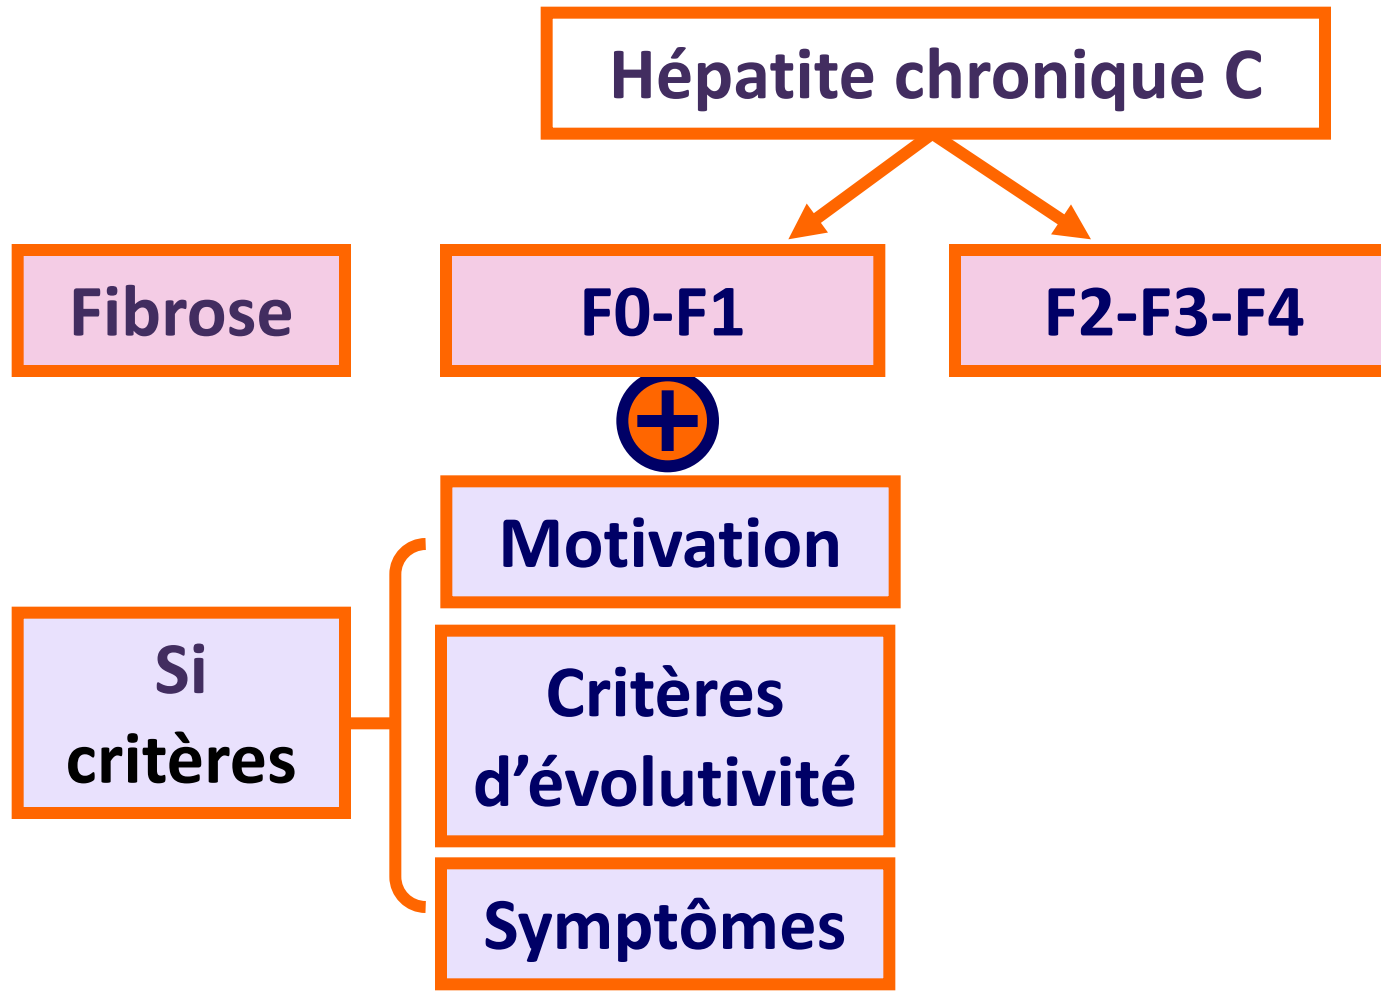 Hépatite chronique C
Fibrose
F0-F1
F2-F3-F4
+
Motivation
Si
critères
Critères
d’évolutivité
Symptômes